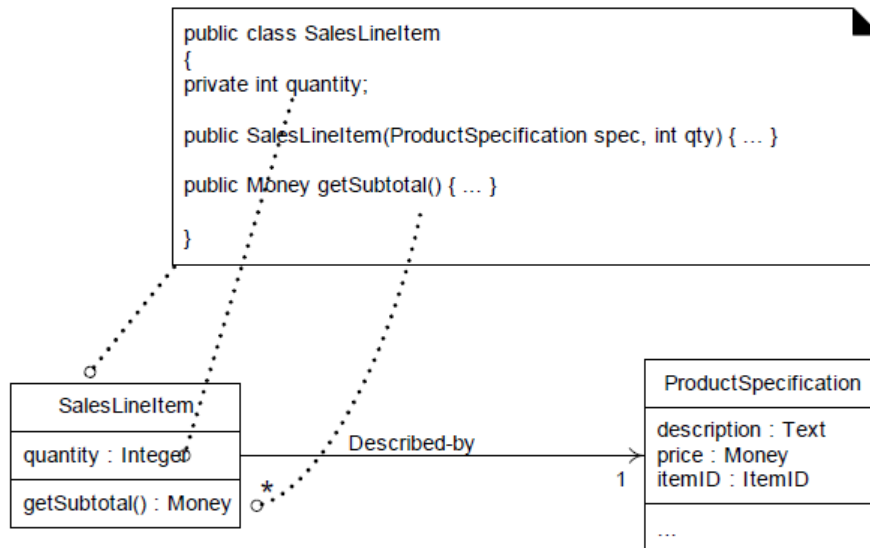 public class SalesLineItem
{
private int quantity;
public SalesLineItem(ProductSpecification spec, int qty) { ... }
public Money getSubtotal() { ... }
}
SalesLineItem
quantity : Integer
getSubtotal() : Money
*
Described-by
1
ProductSpecification
description : Text
price : Money
itemID : ItemID
...